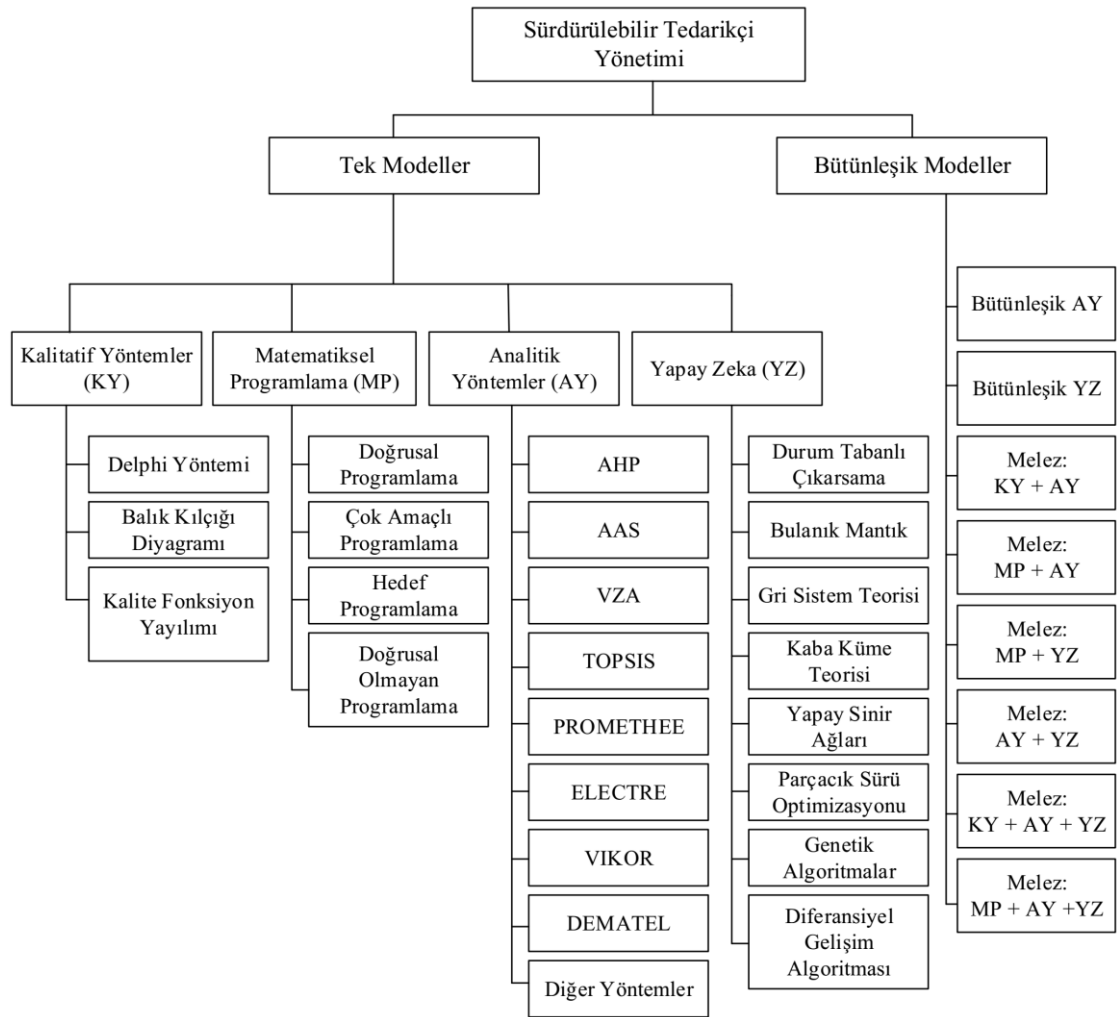 Sürdürülebilir Tedarikçi
Yönetimi
Tek Modeller
Bütünleşik Modeller
Kalitatif Yöntemler
(KY)
Delphi Yöntemi
Balık Kılçığı
Diyagramı
Kalite Fonksiyon
Yayılımı
Matematiksel
Programlama (MP)
Doğrusal
Programlama
Çok Amaçlı
Programlama
Hedef
Programlama
Doğrusal
Olmayan
Programlama
Analitik
Yöntemler (AY)
AHP
AAS
VZA
TOPSIS
PROMETHEE
ELECTRE
VIKOR
DEMATEL
Diğer Yöntemler
Yapay Zeka (YZ)
Durum Tabanlı
Çıkarsama
Bulanık Mantık
Gri Sistem Teorisi
Kaba Küme
Teorisi
Yapay Sinir
Ağları
Parçacık Sürü
Optimizasyonu
Genetik
Algoritmalar
Diferansiyel
Gelişim
Algoritması
Bütünleşik AY
Bütünleşik YZ
Melez:
KY + AY
Melez:
MP + AY
Melez:
MP + YZ
Melez:
AY + YZ
Melez:
KY + AY + YZ
Melez:
MP + AY +YZ